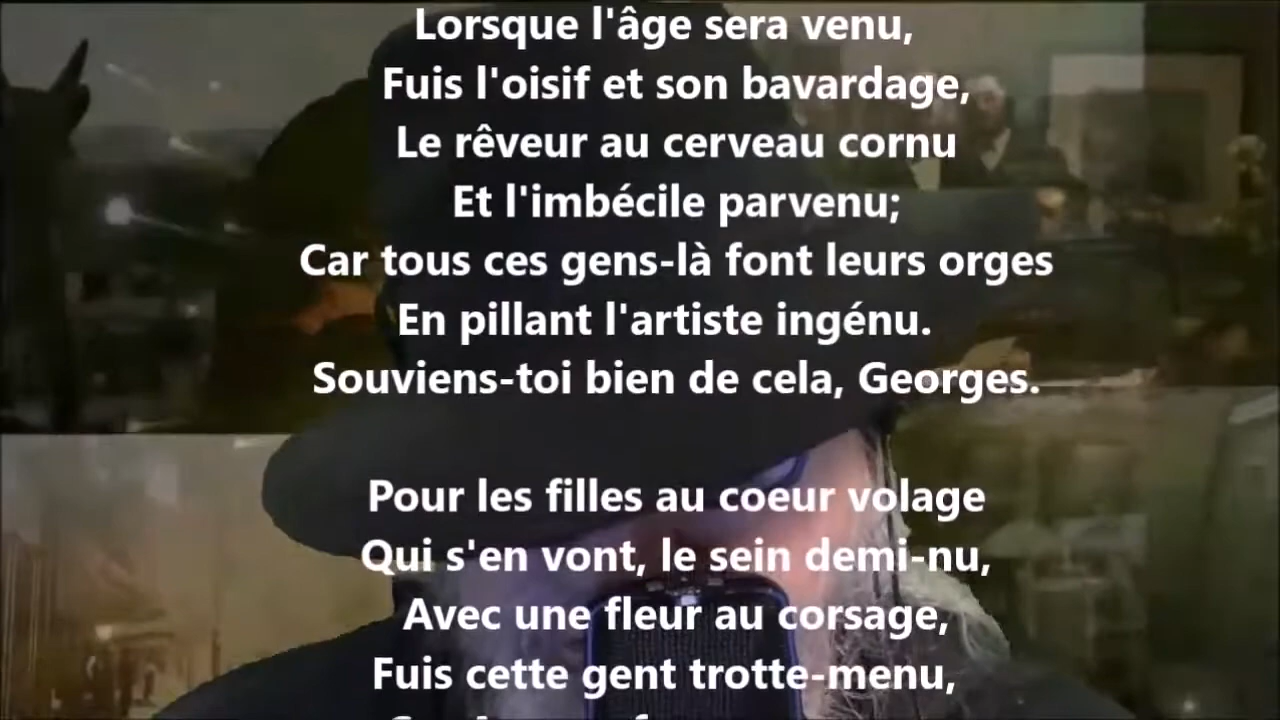 Lorsque l'âge sera venu,
Fuis l'oisif et son bavardage,
Le rêveur au cerveau cornu
Et l'imbécile parvenu;
Car tous ces gens-là font leurs orges
En pillant l'artiste ingénu.
Souviens-toi bien de cela, Georges.
Pour les filles au coeur volage
Qui s'en vont, le sein demi-nu,
Avec une fleur au corsage,
Fuis cette gent trotte-menu,